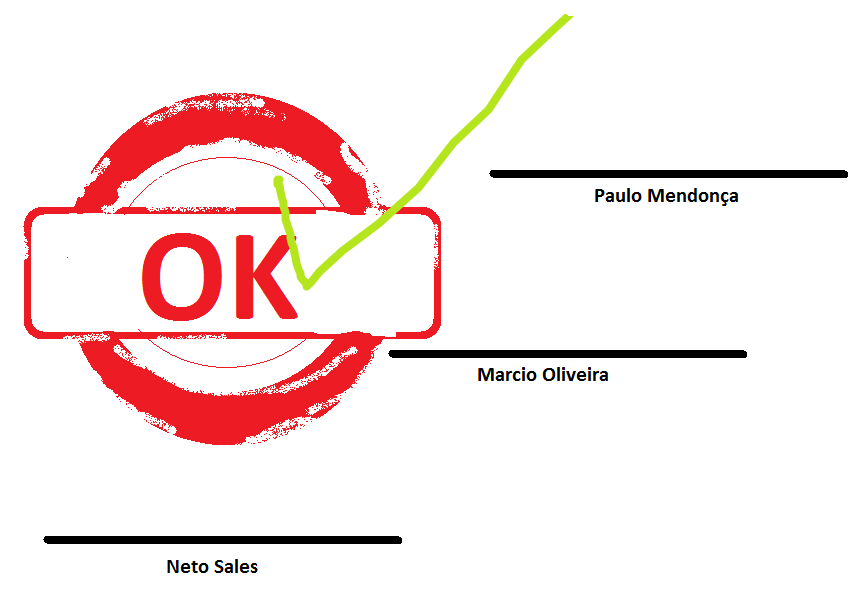 Paulo Mendonça
OK
Marcio Oliveira
Neto Sales